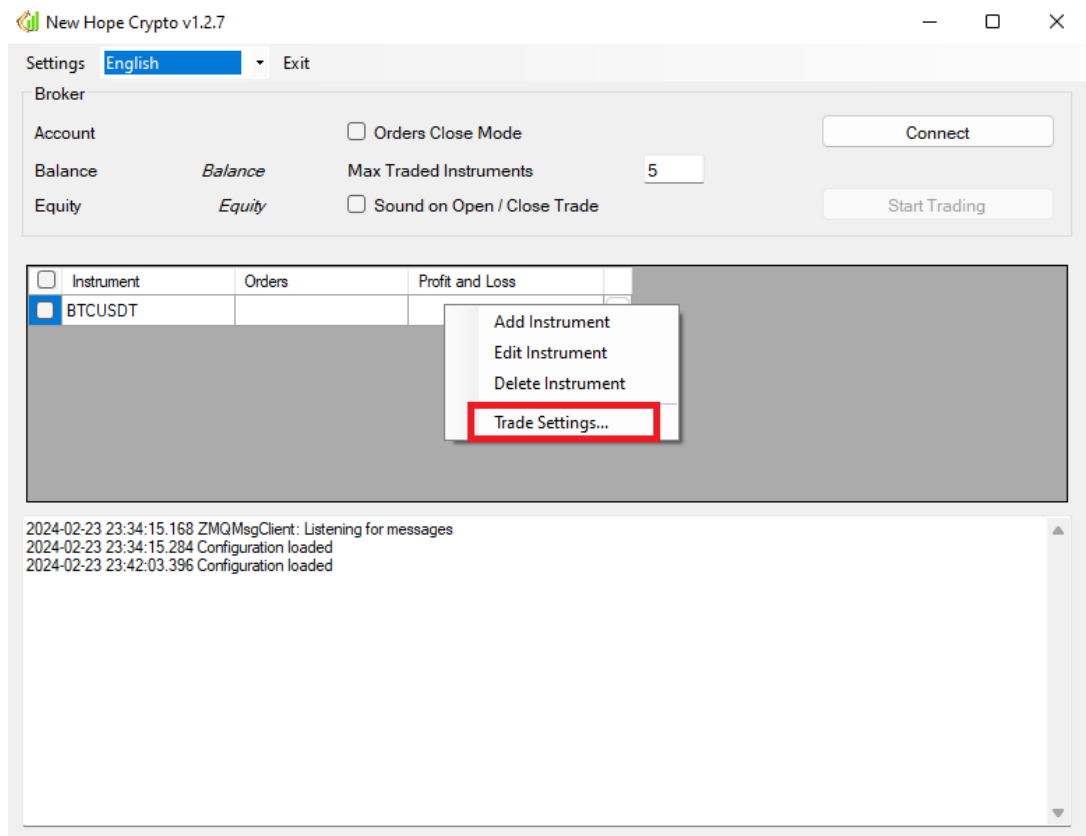 New Hope Crypto v1.2.7
Settings English Exit
Broker
Account Orders Close Mode Connect
Balance Balance Max Traded Instruments 5
Equity Equity Sound on Open / Close Trade Start Trading
Instrument Orders Profit and Loss
BTCUSDT
Add Instrument
Edit Instrument
Delete Instrument
Trade Settings...
2024-02-23 23:34:15.168 ZMQMsgClient: Listening for messages
2024-02-23 23:34:15.284 Configuration loaded
2024-02-23 23:42:03.396 Configuration loaded